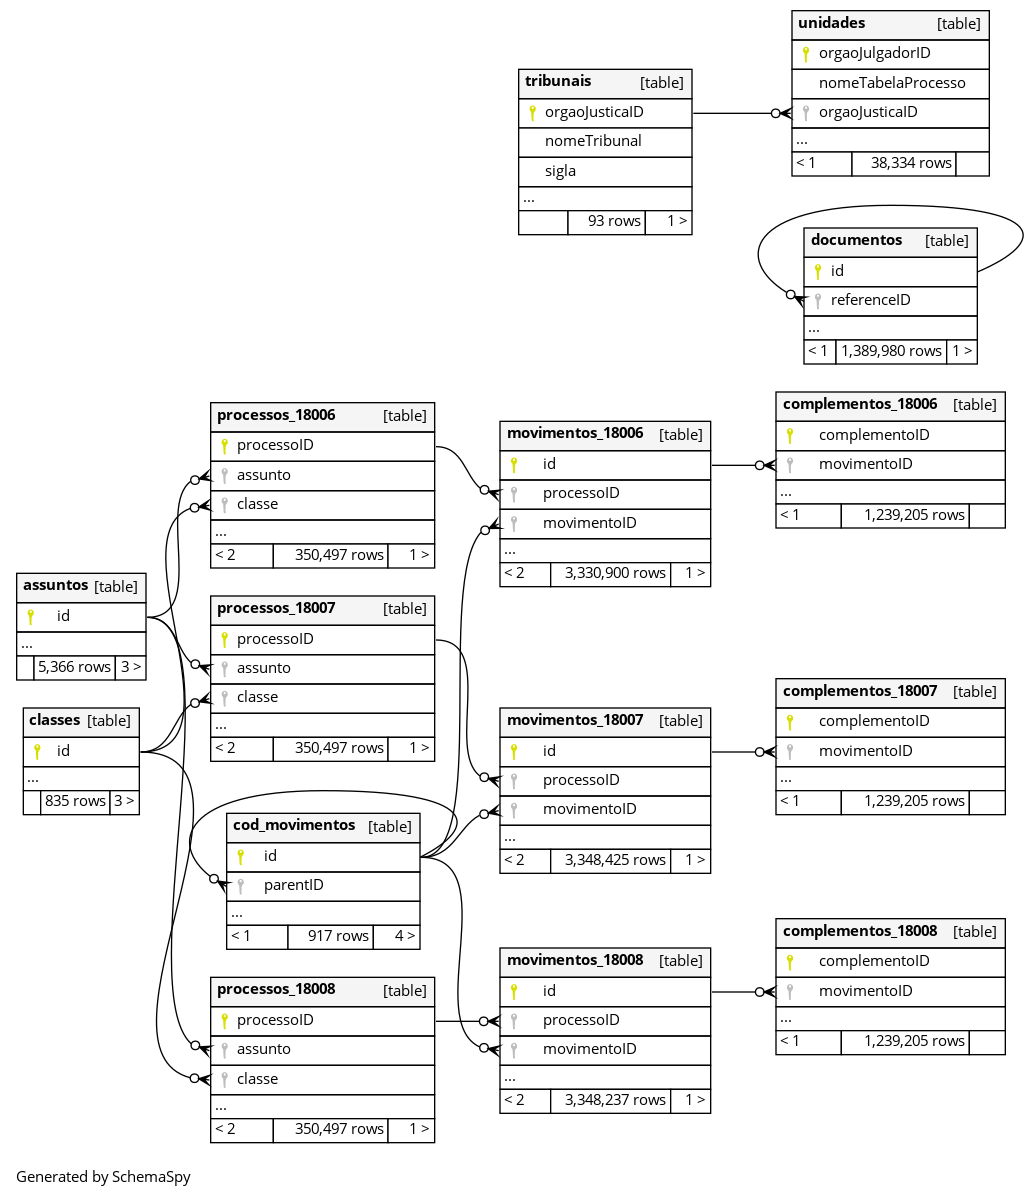 unidades [table]
orgaoJulgadorID
nomeTabelaProcesso
orgaoJusticaID
...
< 1 38,334 rows
tribunais [table]
orgaoJusticaID
nomeTribunal
sigla
...
93 rows 1 >
documentos [table]
id
referenceID
...
< 1 1,389,980 rows 1 >
processos_18006 [table]
processoID
assunto
classe
...
< 2 350,497 rows 1 >
movimentos_18006 [table]
id
processoID
movimentoID
...
< 2 3,330,900 rows 1 >
complementos_18006 [table]
complementoID
movimentoID
...
< 1 1,239,205 rows
assuntos [table]
id
...
5,366 rows 3 >
classes [table]
id
...
835 rows 3 >
processos_18007 [table]
processoID
assunto
classe
...
< 2 350,497 rows 1 >
movimentos_18007 [table]
id
processoID
movimentoID
...
< 2 3,348,425 rows 1 >
complementos_18007 [table]
complementoID
movimentoID
...
< 1 1,239,205 rows
cod_movimentos [table]
id
parentID
...
< 1 917 rows 4 >
processos_18008 [table]
processoID
assunto
classe
...
< 2 350,497 rows 1 >
movimentos_18008 [table]
id
processoID
movimentoID
...
< 2 3,348,237 rows 1 >
complementos_18008 [table]
complementoID
movimentoID
...
< 1 1,239,205 rows
Generated by SchemaSpy